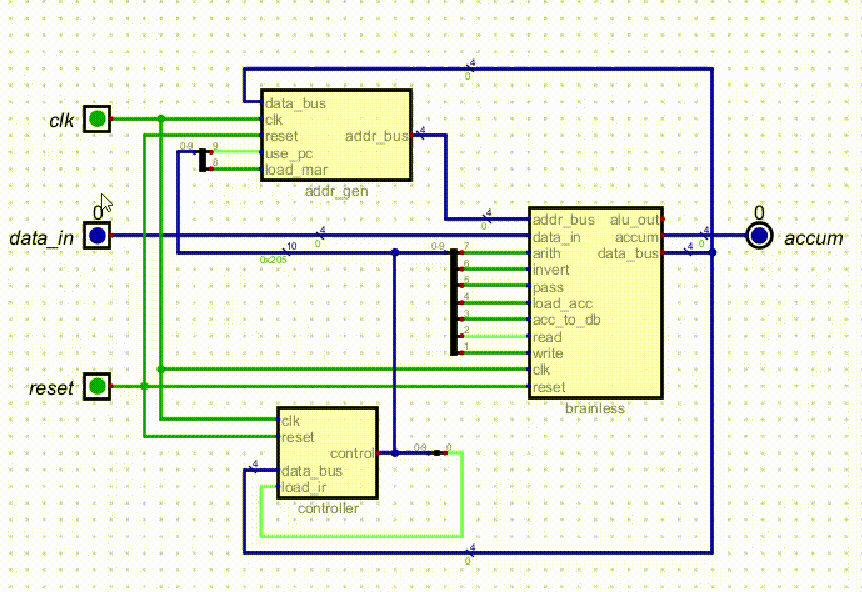 4
0
data_bus
clk
clk
reset
addr_bus
4
0-9
9
use_pc
8
load_mar
addr_gen
0
4
0
addr_bus
alu_out
0
data_in
4
0
data_in
accum
4
0
accum
10
0x205
0-9
7
arith
data_bus
4
6
invert
5
pass
4
load_acc
3
acc_to_db
2
read
1
write
clk
reset
reset
brainless
clk
reset
control
0-9
0
4
data_bus
load_ir
controller
4
0